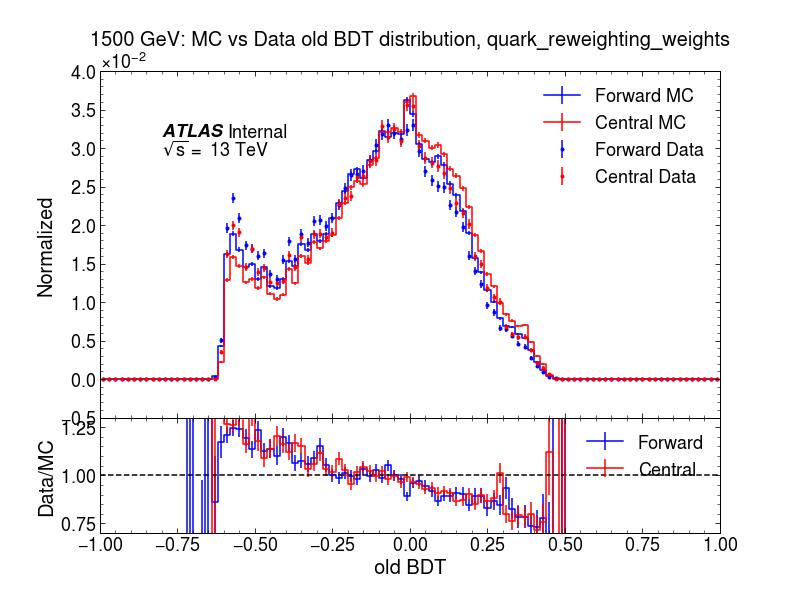 1500 GeV: MC vs Data old BDT distribution, quark_reweighting_weights
×10⁻²
4.0
3.5
3.0
2.5
2.0
1.5
1.0
0.5
0.0
0.5
Normalized
ATLAS Internal
√s = 13 TeV
Forward MC
Central MC
Forward Data
Central Data
1.25
1.00
0.75
Data/MC
Forward
Central
−1.00 −0.75 −0.50 −0.25 0.00 0.25 0.50 0.75 1.00
old BDT